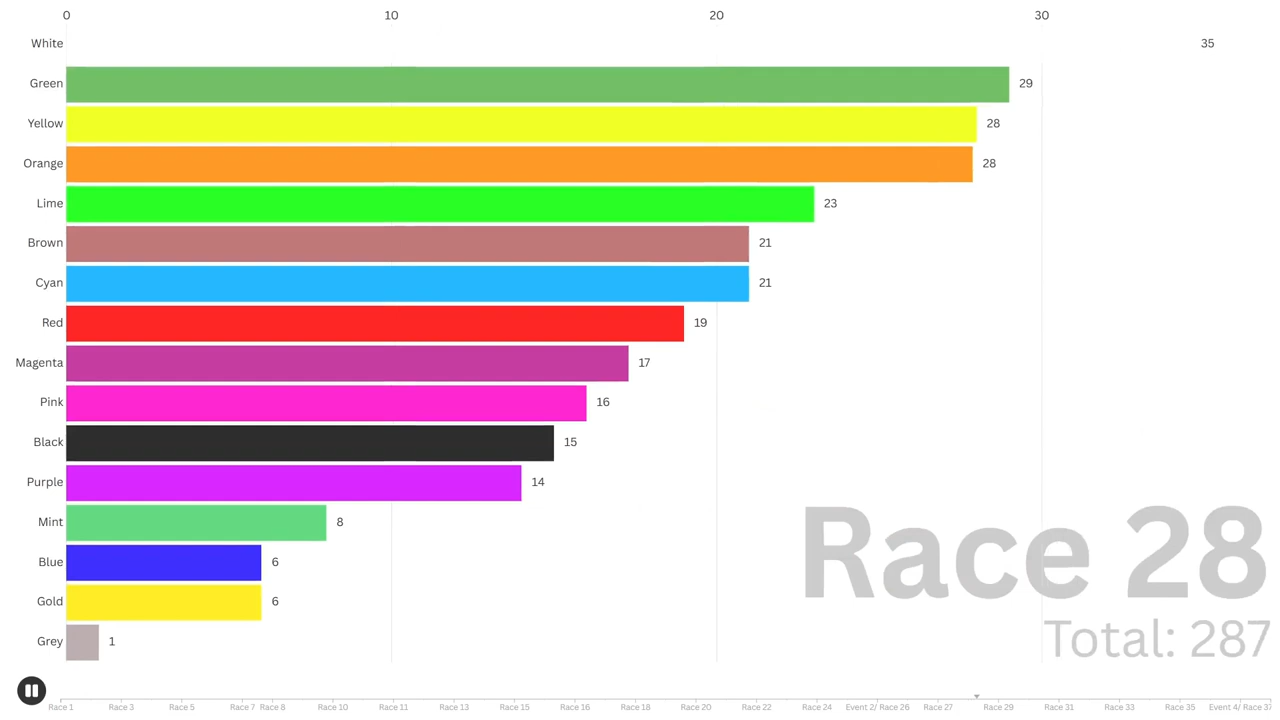 0 10 20 30
White 35
Green 29
Yellow 28
Orange 28
Lime 23
Brown 21
Cyan 21
Red 19
Magenta 17
Pink 16
Black 15
Purple 14
Mint 8
Blue 6
Gold 6
Grey 1
Race 28
Total: 287
Race 1 Race 3 Race 5 Race 7 Race 8 Race 10 Race 11 Race 13 Race 15 Race 16 Race 18 Race 20 Race 22 Race 24 Event 2/ Race 26 Race 27 Race 29 Race 31 Race 33 Race 35 Event 4/ Race 37